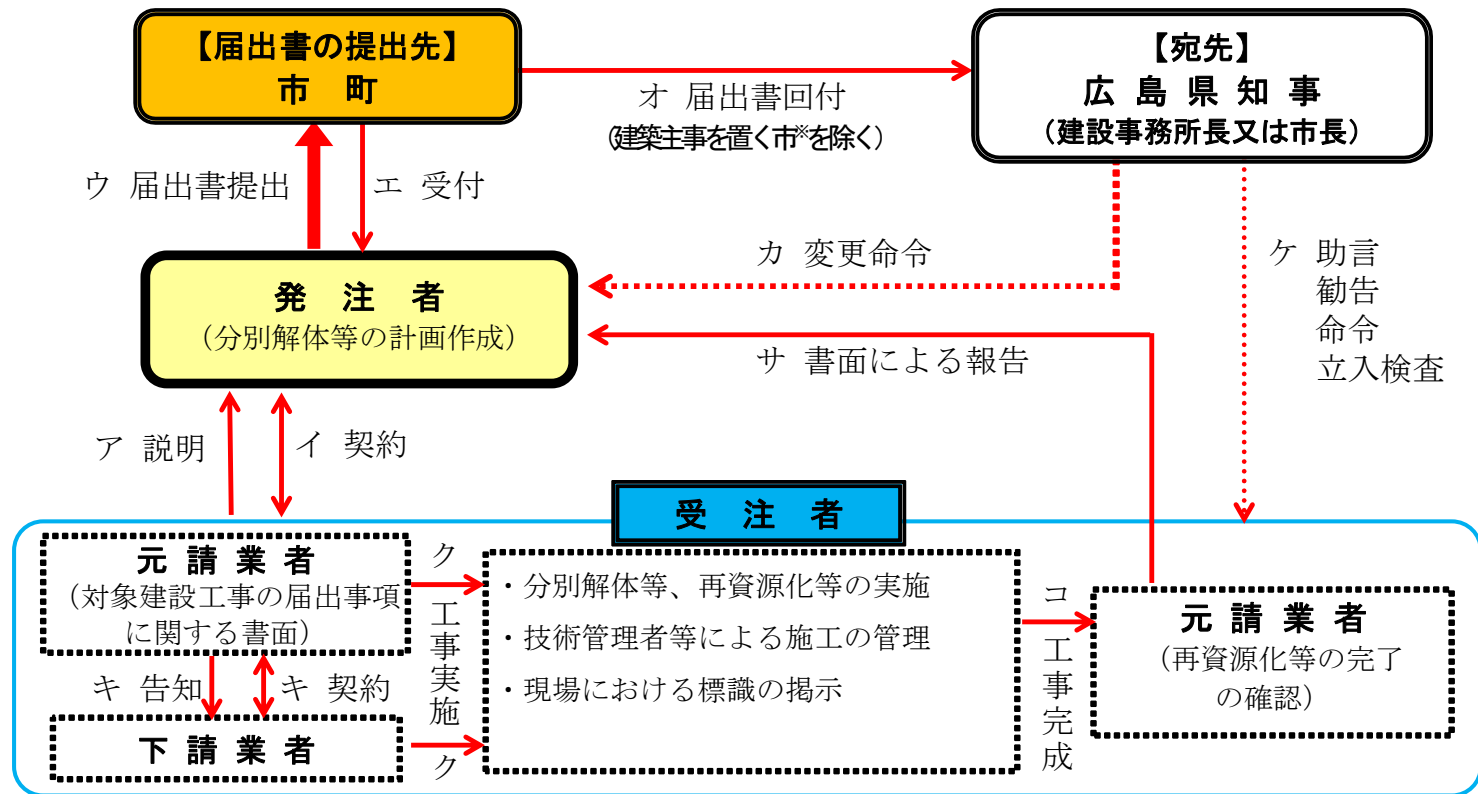 【届出書の提出先】
市 町
【宛先】
広 島 県 知 事
(建設事務所長又は市長)
オ 届出書回付
(建築主事を置く市※を除く)
ウ 届出書提出
エ 受付
発 注 者
(分別解体等の計画作成)
カ 変更命令
ケ 助言
勧告
命令
立入検査
サ 書面による報告
ア 説明
イ 契約
受 注 者
元 請 業 者
(対象建設工事の届出事項
に関する書面)
キ 告知
キ 契約
下 請 業 者
ク
工事実施
ク
・分別解体等、再資源化等の実施
・技術管理者等による施工の管理
・現場における標識の掲示
コ
工事完成
元 請 業 者
(再資源化等の完了
の確認)